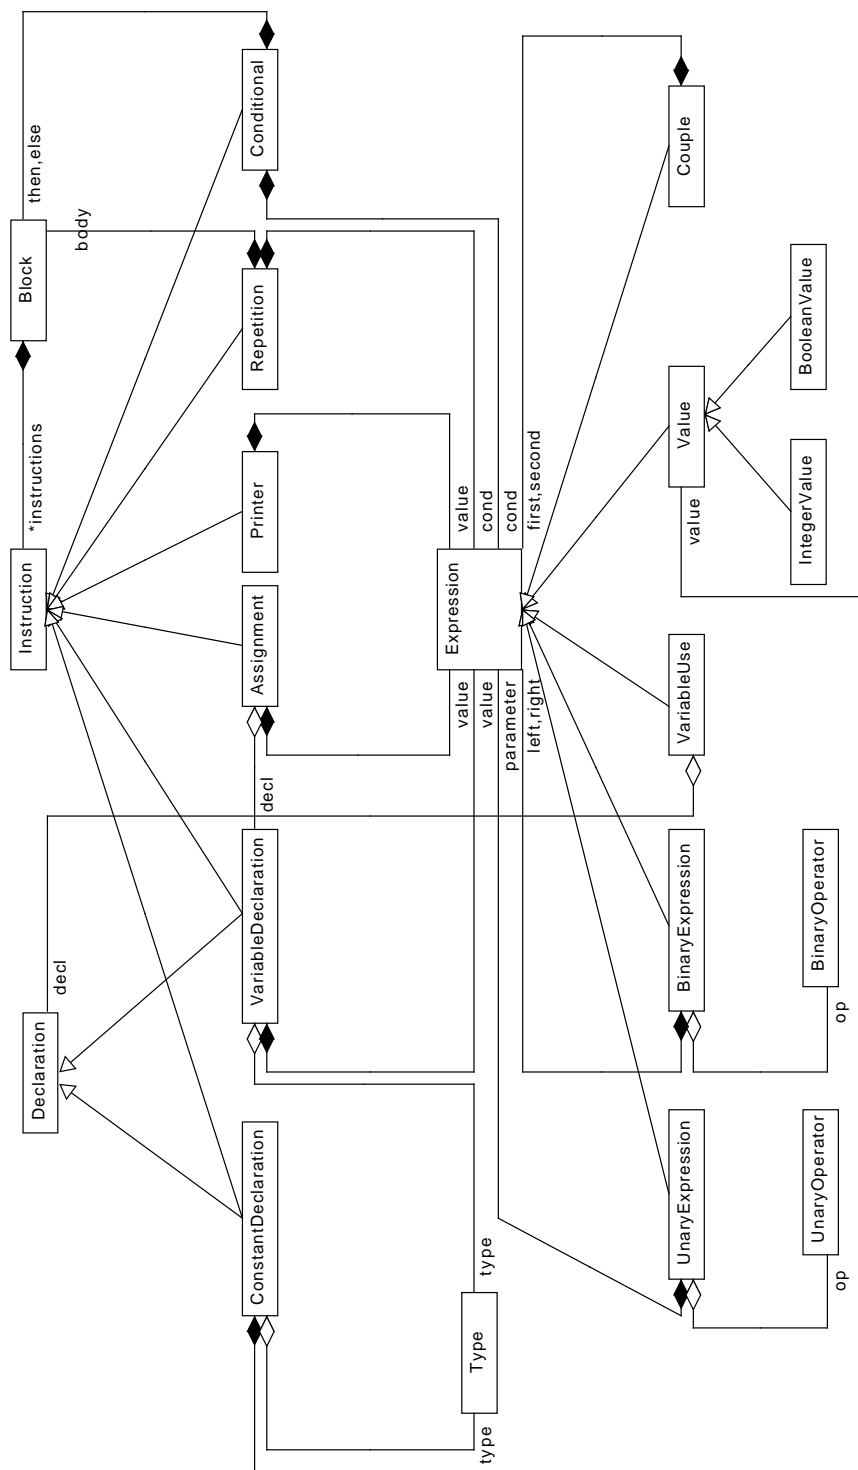 Block
*instructions
Instruction
Declaration
decl
then,else
body
Conditional
Repetition
Printer
Assignment
decl
VariableDeclaration
ConstantDeclaration
first,second
cond
cond
value
Expression
value
value
parameter
left,right
type
Type
type
Couple
Value
value
VariableUse
BinaryExpression
UnaryExpression
BooleanValue
IntegerValue
BinaryOperator
op
UnaryOperator
op